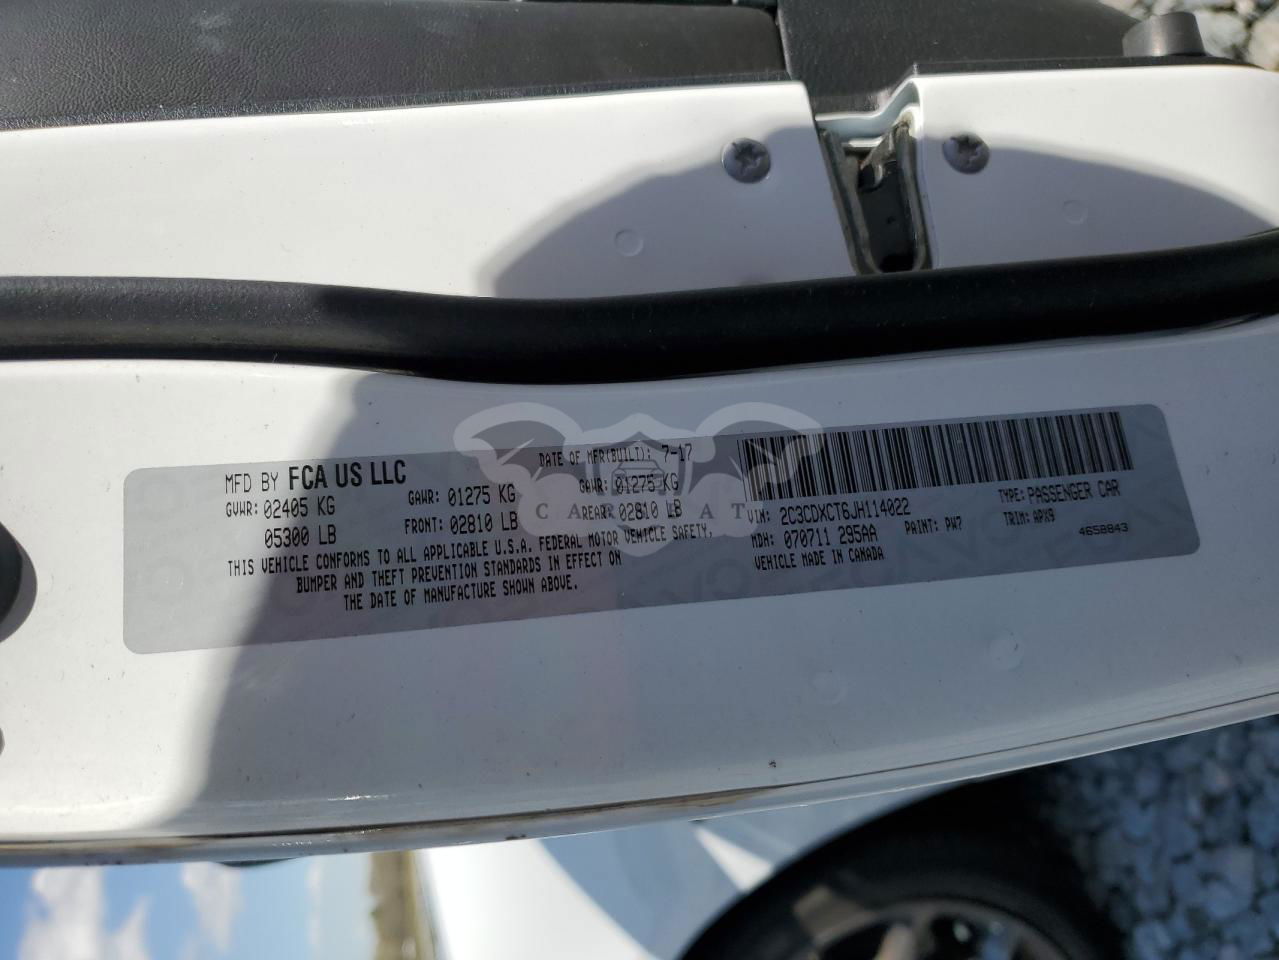 MFD BY FCA US LLC
DATE OF MFR(BUILT): 7-17
GVWR: 02405 KG
GAWR: 01275 KG
GAWR: 01275 KG
05300 LB
FRONT: 02810 LB
REAR: 02810 LB
THIS VEHICLE CONFORMS TO ALL APPLICABLE U.S.A. FEDERAL MOTOR VEHICLE SAFETY,
BUMPER AND THEFT PREVENTION STANDARDS IN EFFECT ON
THE DATE OF MANUFACTURE SHOWN ABOVE.
VIN: 2C3CDXCT6JH114022
TYPE: PASSENGER CAR
MDH: 070711 295AA
PAINT: PW7
TRIM: APX9
VEHICLE MADE IN CANADA
4658843
CARCAT